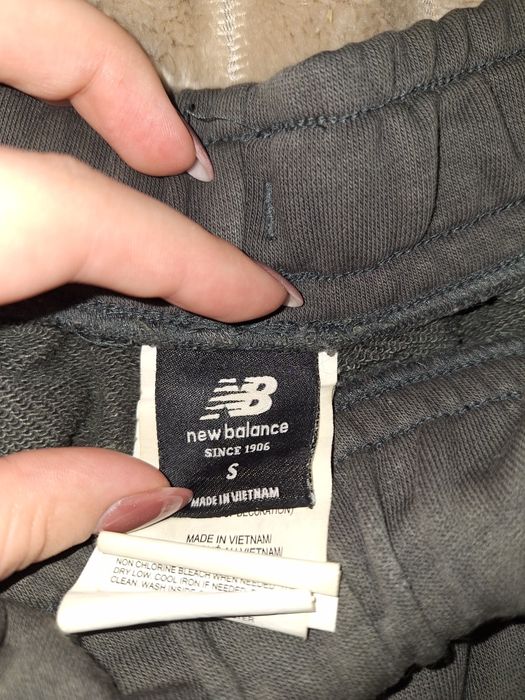 NB
new balance
SINCE 1906
S
MADE IN VIETNAM
DECORATION)
MADE IN VIETNAM/
NON CHLORINE BLEACH WHEN NEEDED
DRY LOW. COOL IRON IF NEEDED.
CLEAN. WASH INSIDE